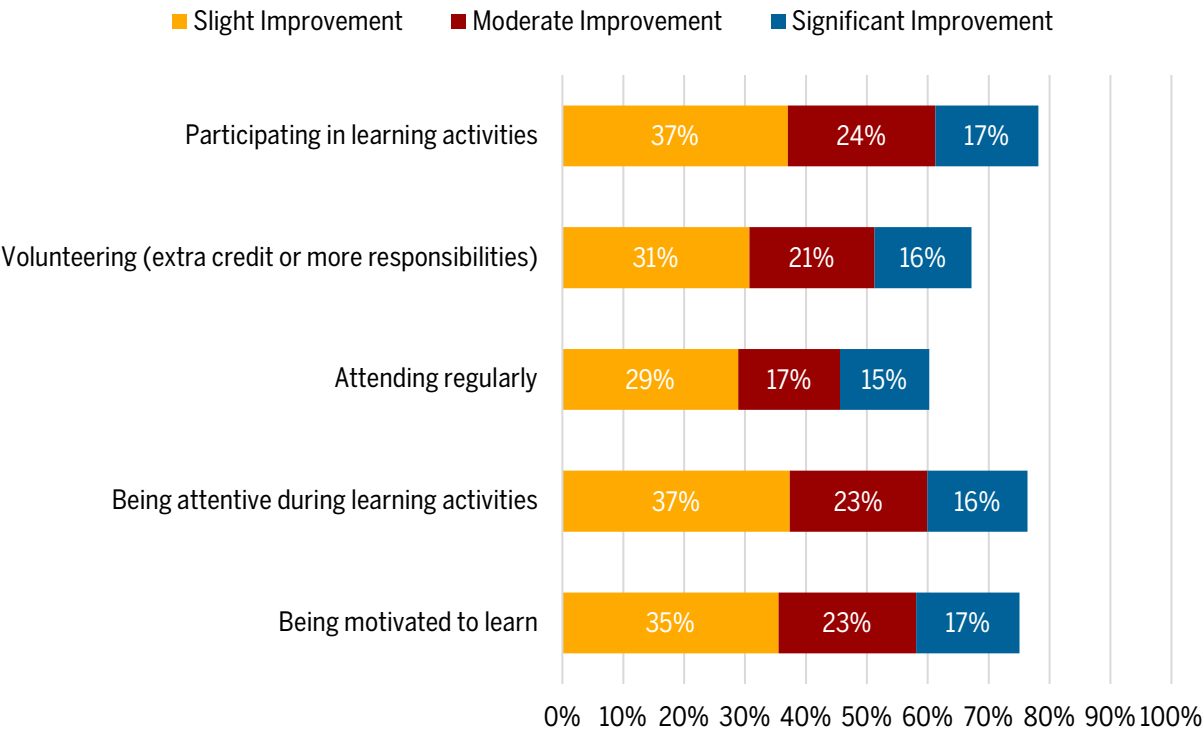 Slight Improvement Moderate Improvement Significant Improvement
Participating in learning activities 37% 24% 17%
Volunteering (extra credit or more responsibilities) 31% 21% 16%
Attending regularly 29% 17% 15%
Being attentive during learning activities 37% 23% 16%
Being motivated to learn 35% 23% 17%
0% 10% 20% 30% 40% 50% 60% 70% 80% 90% 100%